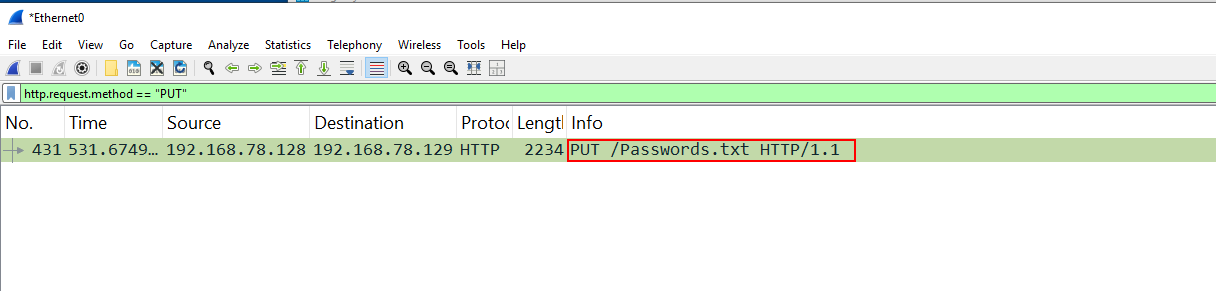 *Ethernet0
File Edit View Go Capture Analyze Statistics Telephony Wireless Tools Help
http.request.method == "PUT"
No. Time Source Destination Protoc Lengtl Info
431 531.6749… 192.168.78.128 192.168.78.129 HTTP 2234 PUT /Passwords.txt HTTP/1.1